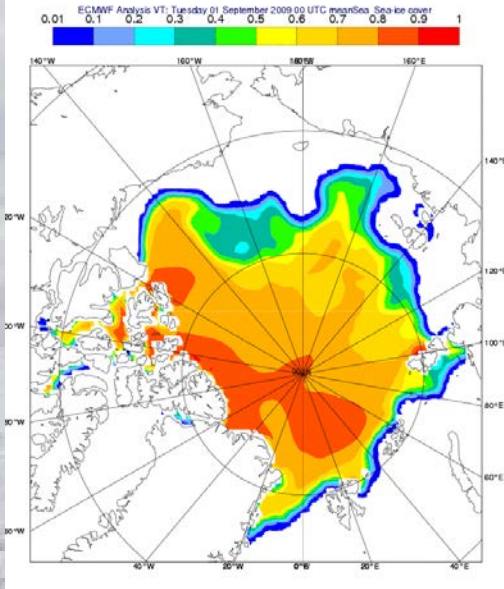 ECMWF Analysis VT: Tuesday 01 September 2009 00 UTC meanSea Sea-ice cover
0.01 0.1 0.2 0.3 0.4 0.5 0.6 0.7 0.8 0.9 1
140°W 160°W 160°E
140°E
120°E
100°E
80°E
60°E
40°W 20°W 0°E 20°E 40°E